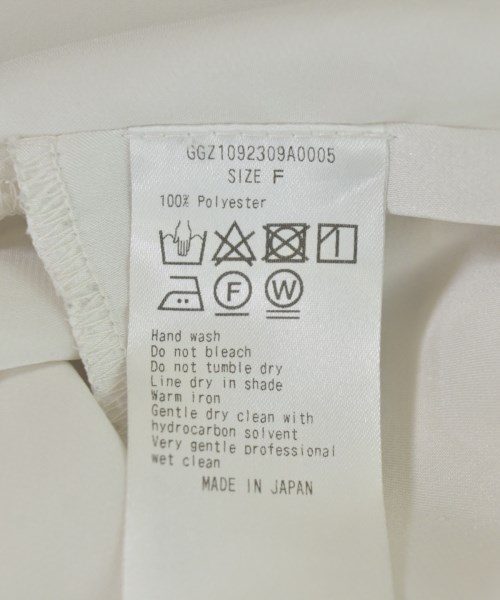 GGZ1092309A0005
SIZE F
100% Polyester
F W
Hand wash
Do not bleach
Do not tumble dry
Line dry in shade
Warm iron
Gentle dry clean with
hydrocarbon solvent
Very gentle professional
wet clean
MADE IN JAPAN